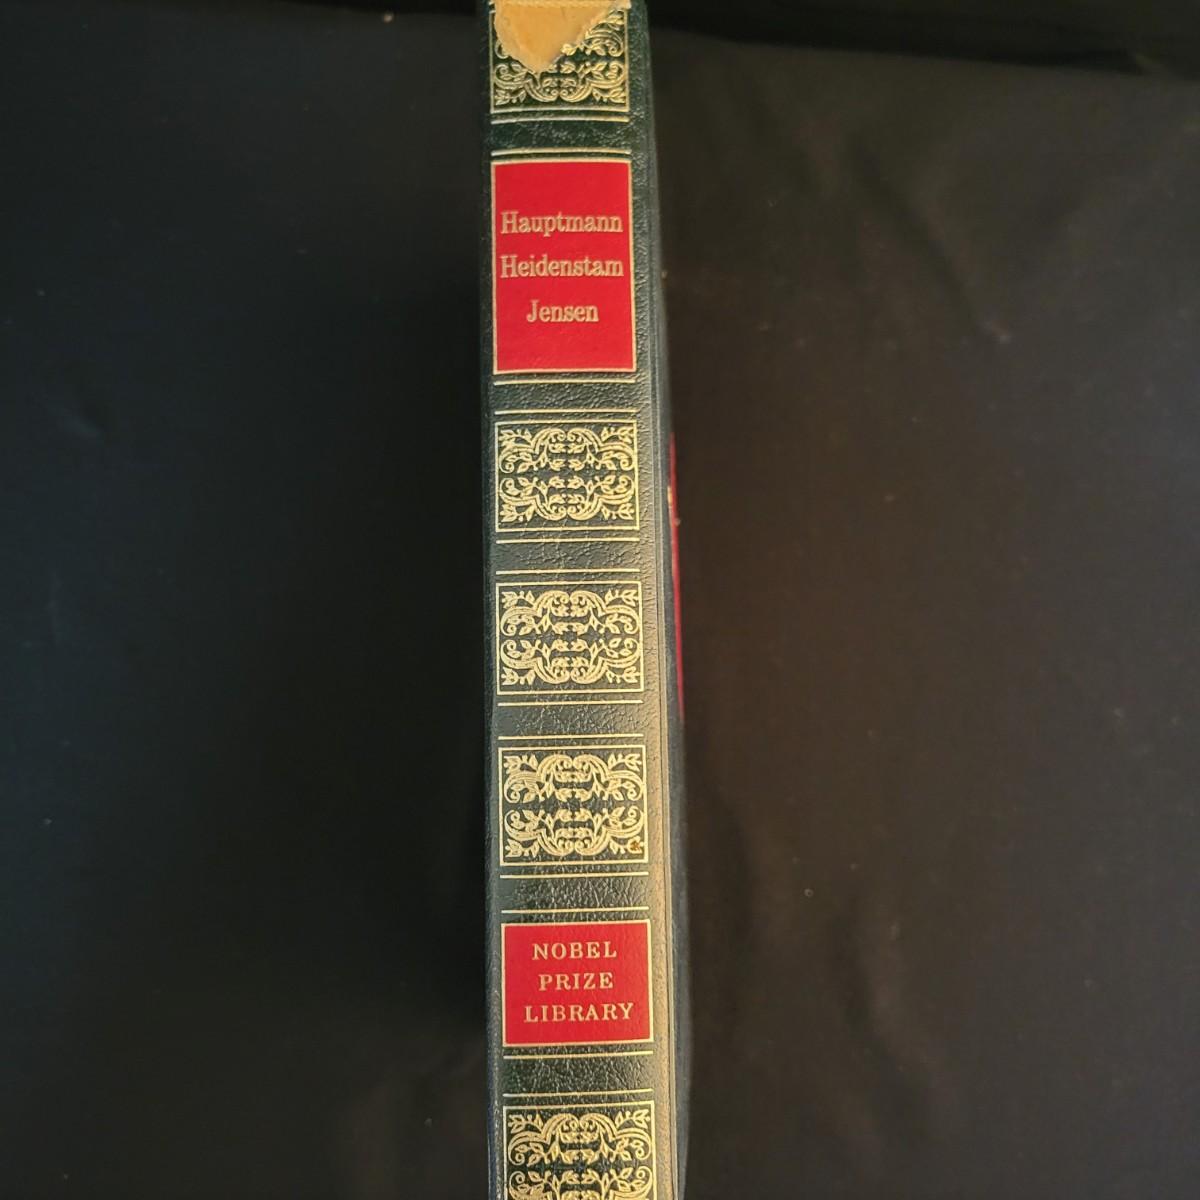 Hauptmann
Heidenstam
Jensen
NOBEL
PRIZE
LIBRARY